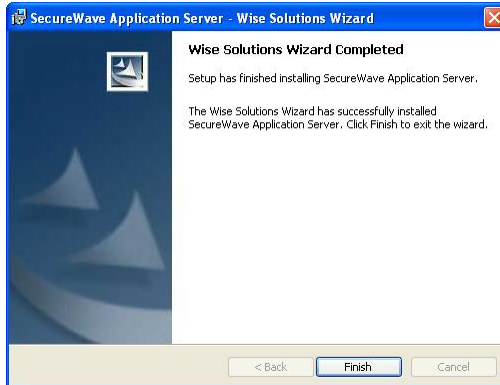 SecureWave Application Server - Wise Solutions Wizard
Wise Solutions Wizard Completed
Setup has finished installing SecureWave Application Server.
The Wise Solutions Wizard has successfully installed
SecureWave Application Server. Click Finish to exit the wizard.
< Back
Finish
Cancel